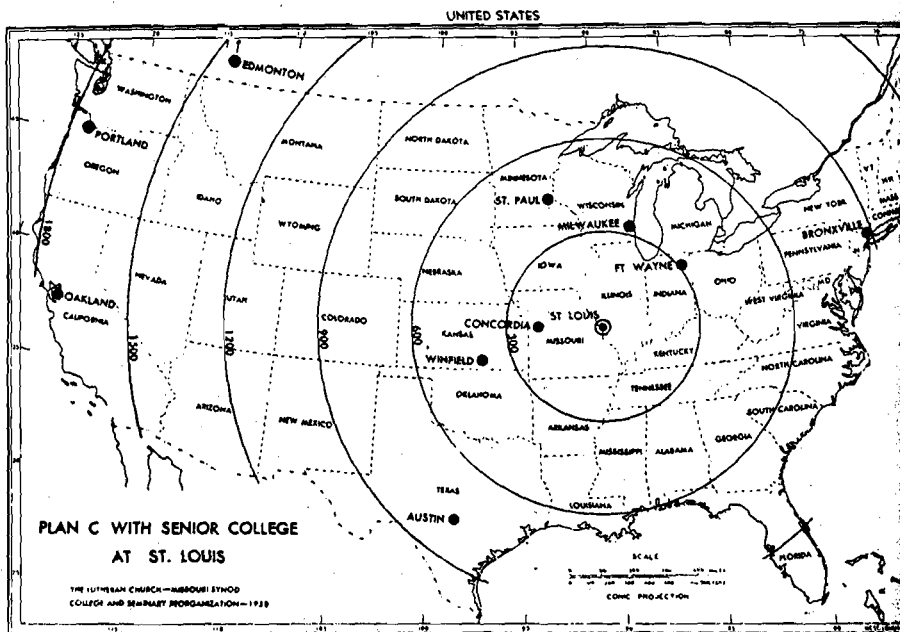 UNITED STATES
EDMONTON
WASHINGTON
PORTLAND
OREGON
MONTANA
NORTH DAKOTA
IDAHO
MINNESOTA
SOUTH DAKOTA
ST. PAUL
WISCONSIN
MICHIGAN
NEW YORK
VT
MASS
WYOMING
MILWAUKEE
BRONXVILLE
PENNSYLVANIA
1800
NEVADA
UTAH
NEBRASKA
IOWA
FT WAYNE
OHIO
ILLINOIS
INDIANA
WEST VIRGINIA
MD
OAKLAND
CALIFORNIA
COLORADO
KANSAS
CONCORDIA
ST LOUIS
MISSOURI
VIRGINIA
1500
1200
900
600
300
KENTUCKY
WINFIELD
NORTH CAROLINA
TENNESSEE
OKLAHOMA
ARIZONA
NEW MEXICO
ARKANSAS
SOUTH CAROLINA
MISSISSIPPI
ALABAMA
GEORGIA
TEXAS
LOUISIANA
AUSTIN
FLORIDA
PLAN C WITH SENIOR COLLEGE
AT ST. LOUIS
THE LUTHERAN CHURCH—MISSOURI SYNOD
COLLEGE AND SEMINARY REORGANIZATION—1938
SCALE
CONIC PROJECTION